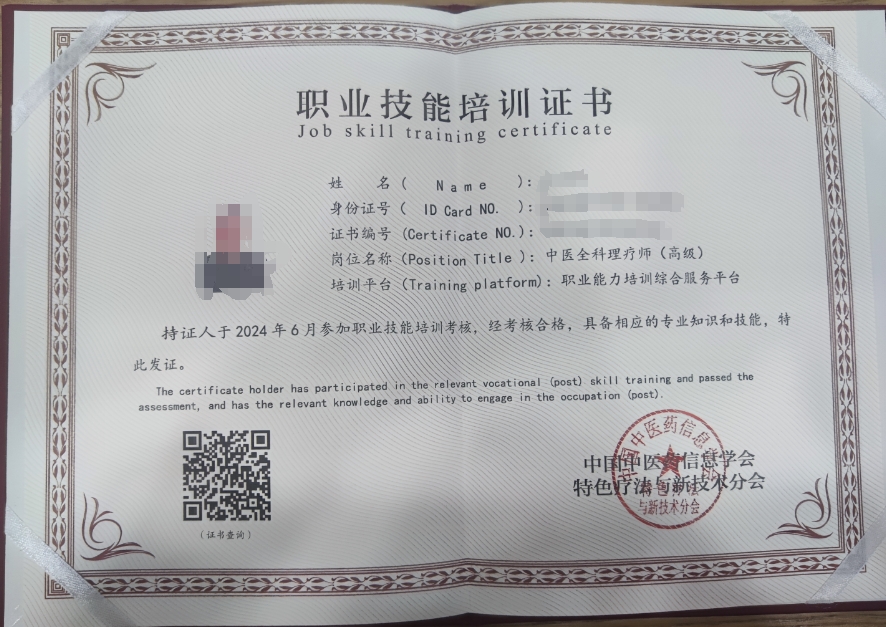 职业技能培训证书
Job skill training certificate
姓 名( Name ):
身份证号( ID Card NO. ):
证书编号(Certificate NO.):
岗位名称(Position Title ): 中医全科理疗师(高级)
培训平台(Training platform): 职业能力培训综合服务平台
持证人于2024年6月参加职业技能培训考核,经考核合格,具备相应的专业知识和技能,特
此发证。
The certificate holder has participated in the relevant vocational (post) skill training and passed the
assessment, and has the relevant knowledge and ability to engage in the occupation (post).
中国中医药信息学会
特色疗法与新技术分会
(证书查询)